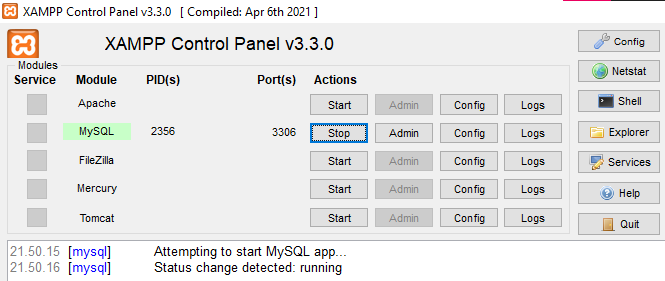 XAMPP Control Panel v3.3.0 [ Compiled: Apr 6th 2021 ]
XAMPP Control Panel v3.3.0
Config
Modules
Service Module PID(s) Port(s) Actions
Netstat
Apache Start Admin Config Logs
Shell
MySQL 2356 3306 Stop Admin Config Logs
Explorer
FileZilla Start Admin Config Logs
Services
Mercury Start Admin Config Logs
Help
Tomcat Start Admin Config Logs
Quit
21.50.15 [mysql] Attempting to start MySQL app...
21.50.16 [mysql] Status change detected: running